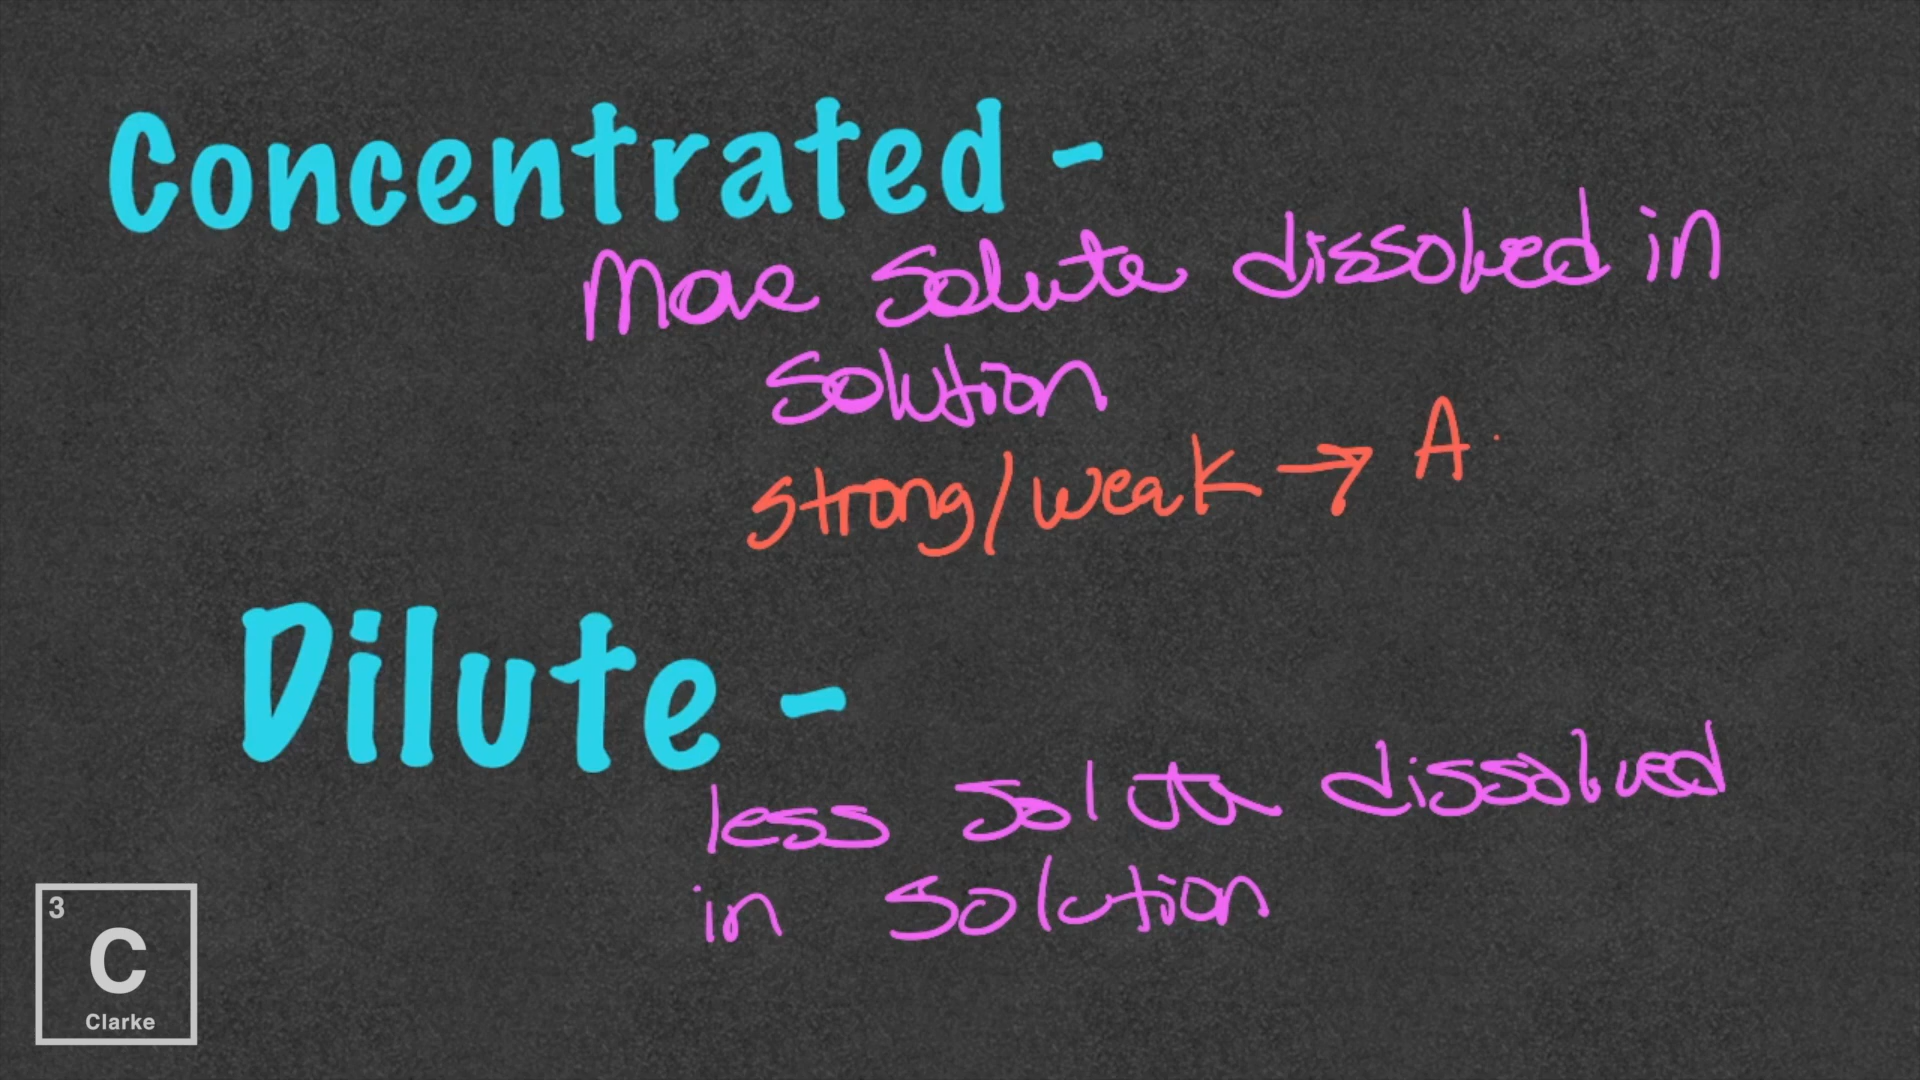 Concentrated -
More solute dissolved in
solution
strong/weak → A
Dilute -
less solute dissolved
in solution
3
C
Clarke